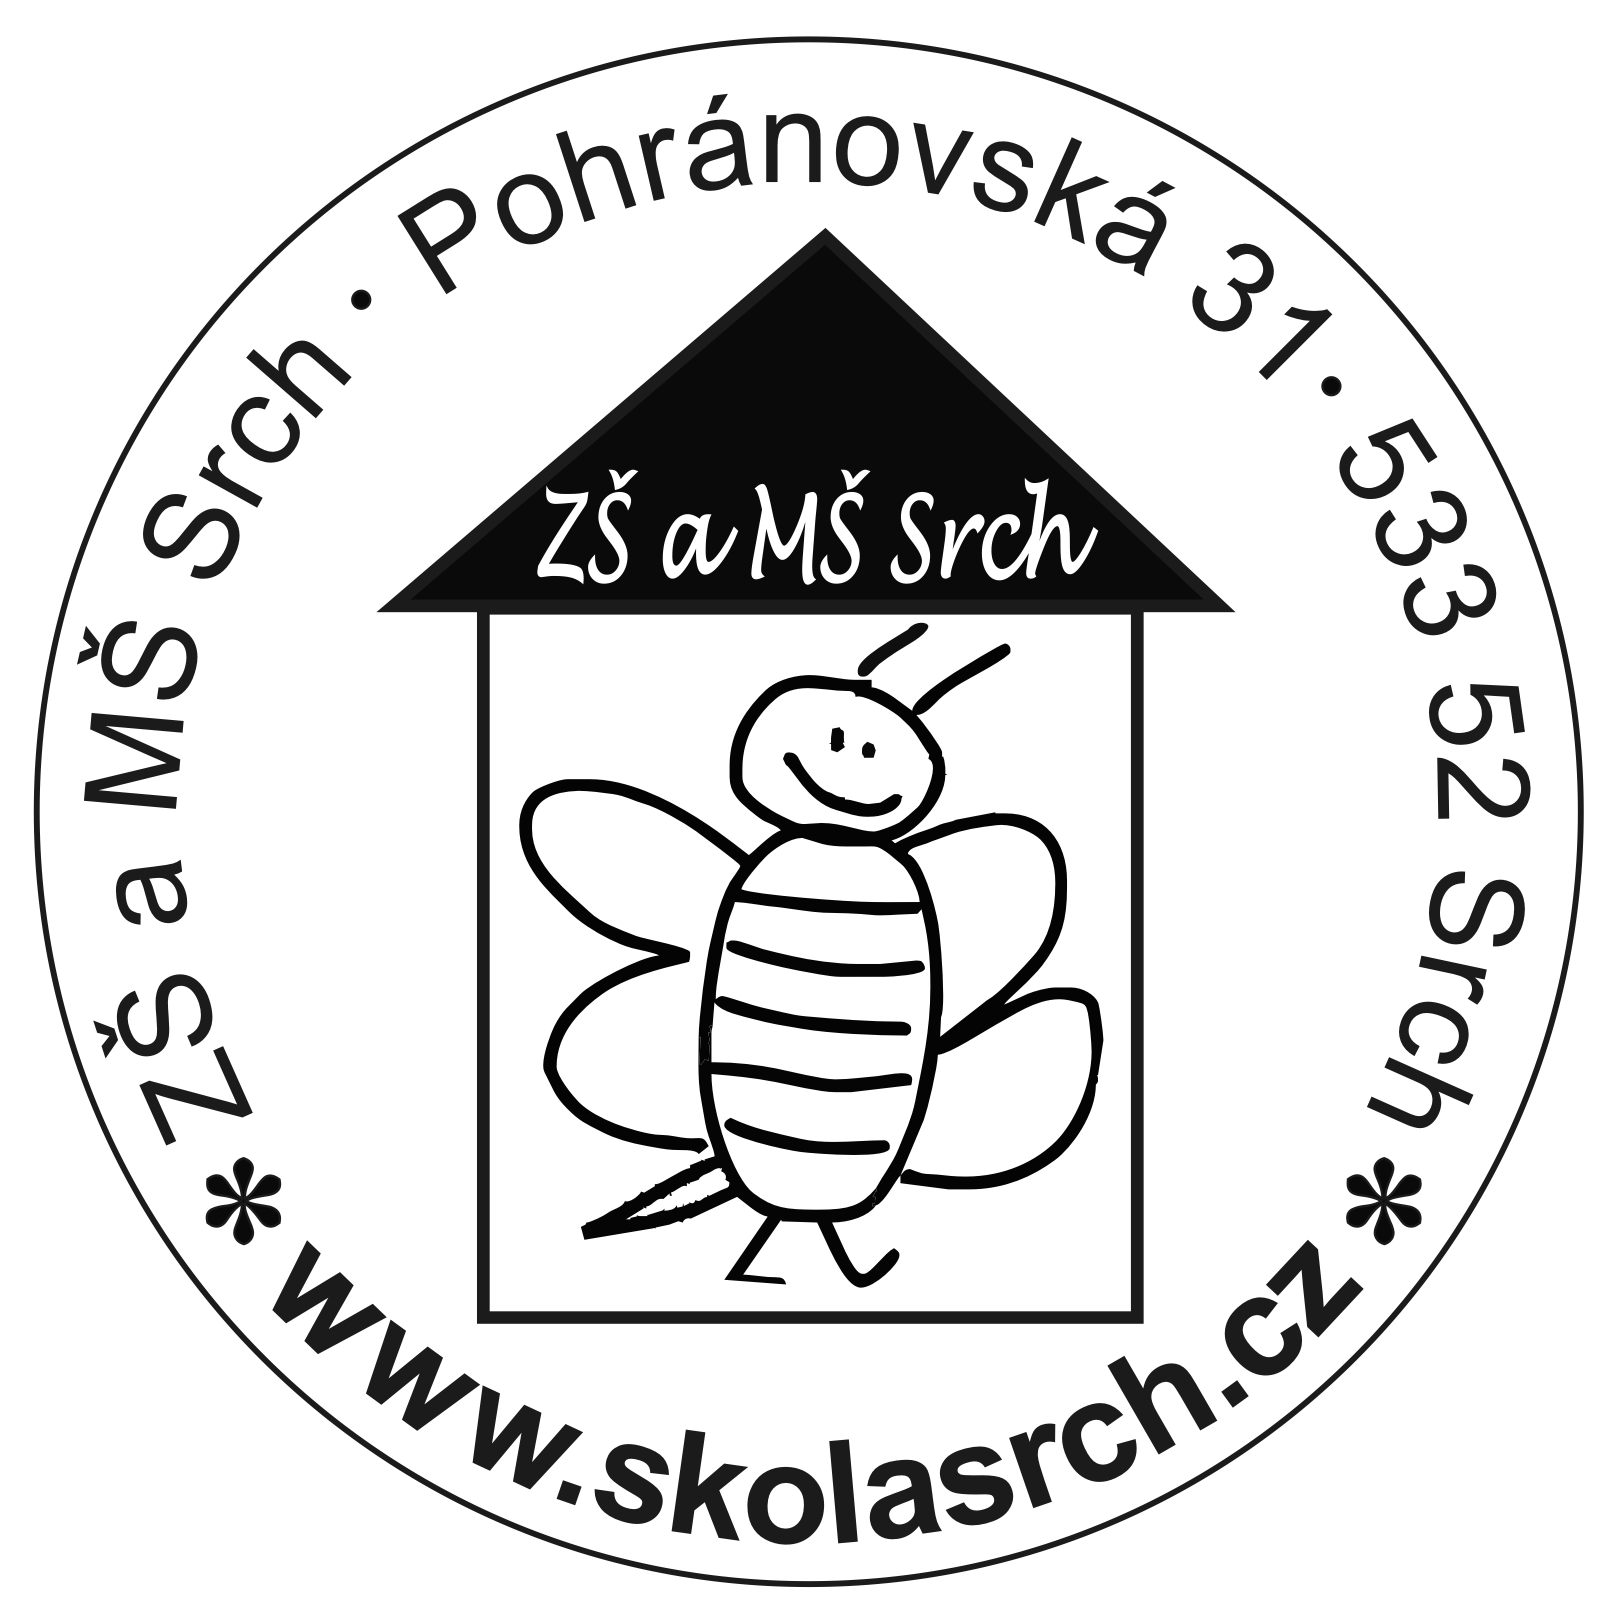 ZŠ a MŠ Srch • Pohránovská 31 • 533 52 Srch
ZŠ a MŠ Srch
* www.skolasrch.cz *